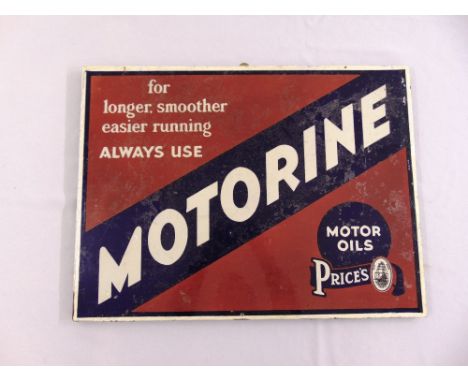 for
longer, smoother
easier running
ALWAYS USE
MOTORINE
MOTOR
OILS
PRICE'S